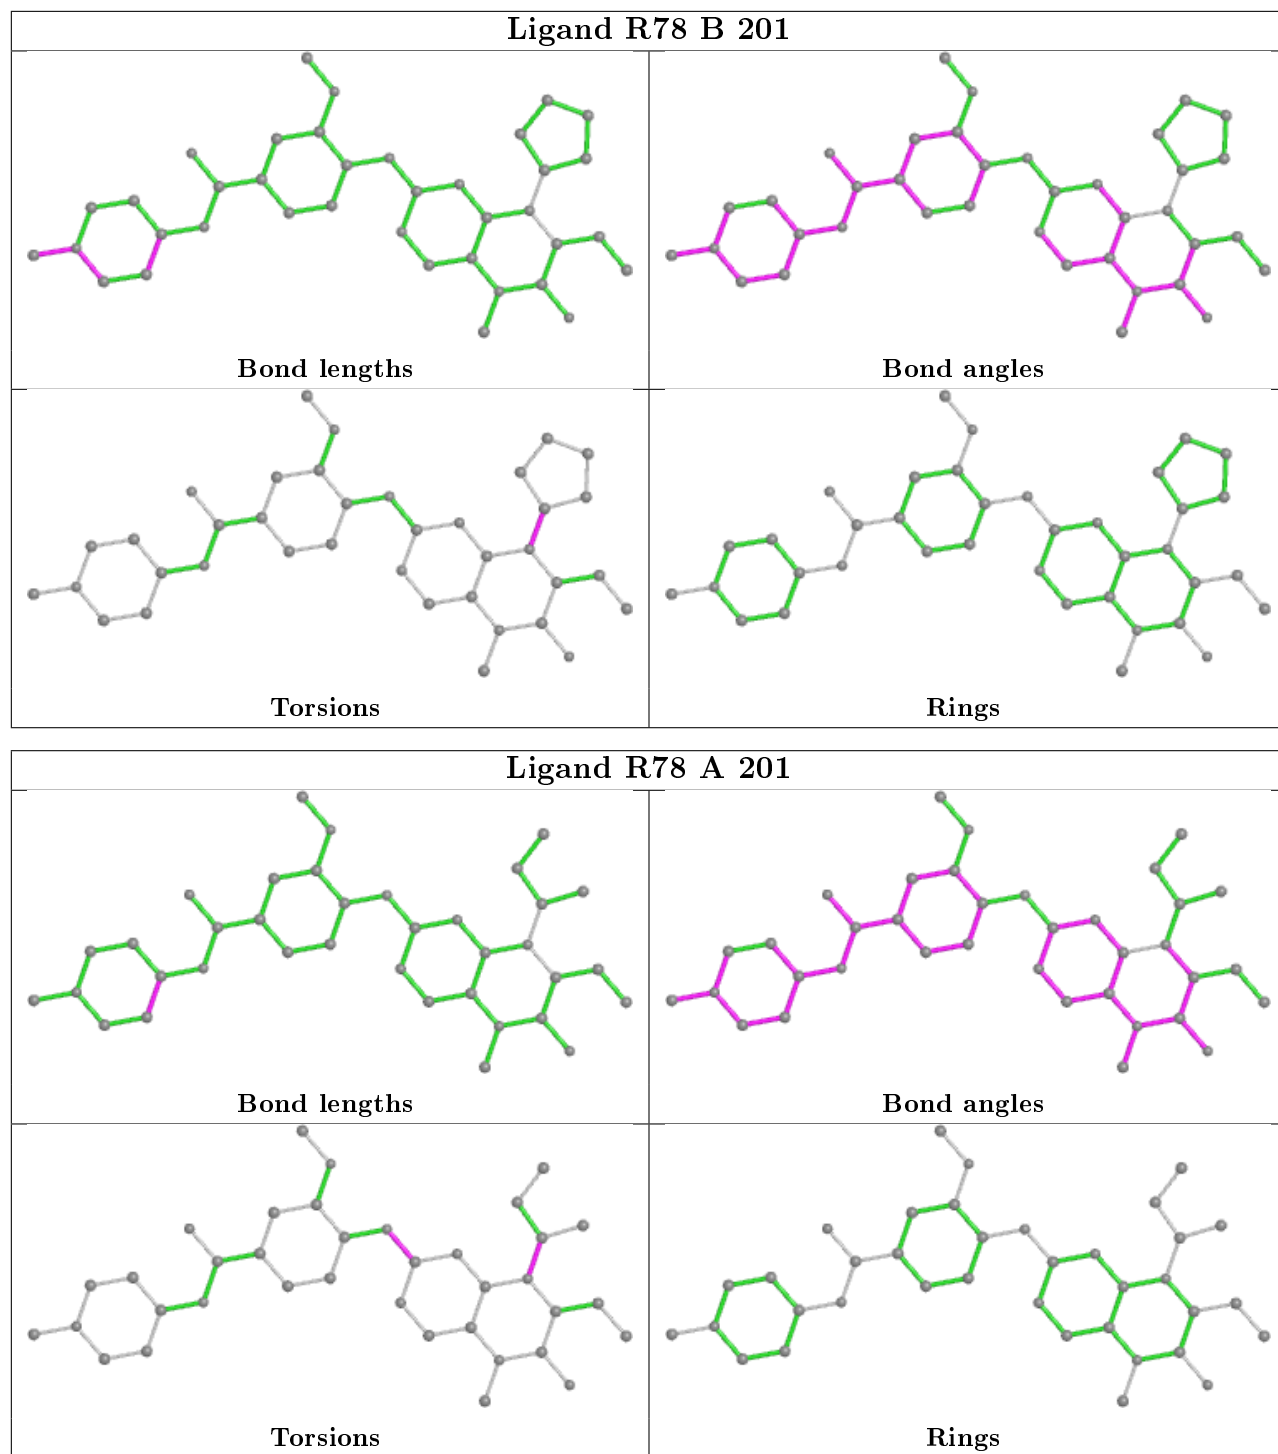 Ligand R78 B 201
Bond lengths
Bond angles
Torsions
Rings
Ligand R78 A 201
Bond lengths
Bond angles
Torsions
Rings